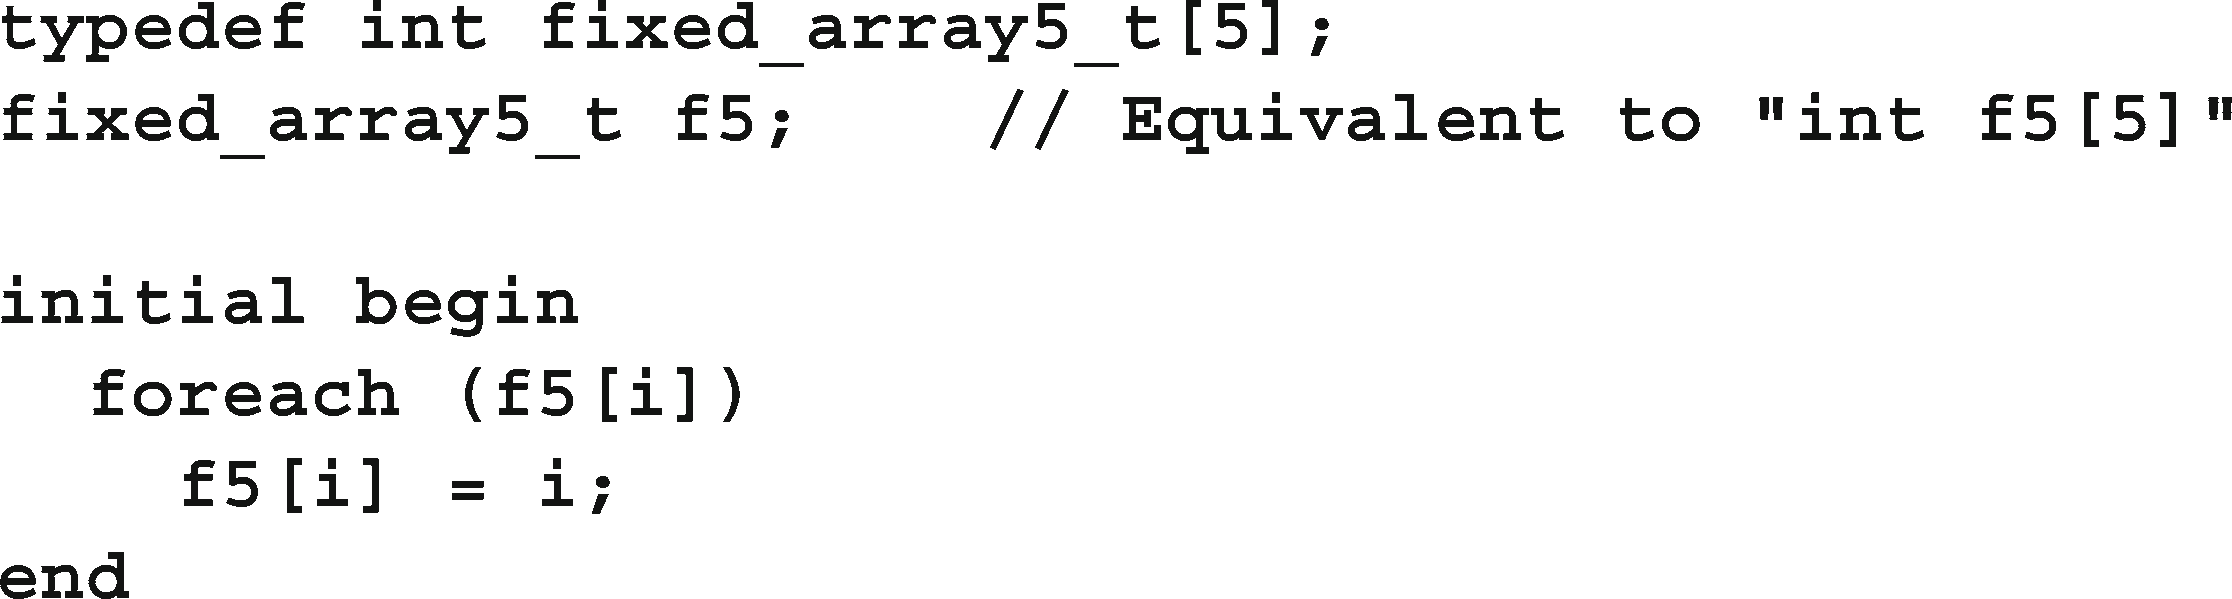 typedef int fixed_array5_t[5];
fixed_array5_t f5;    // Equivalent to "int f5[5]"

initial begin
  foreach (f5[i])
    f5[i] = i;
end